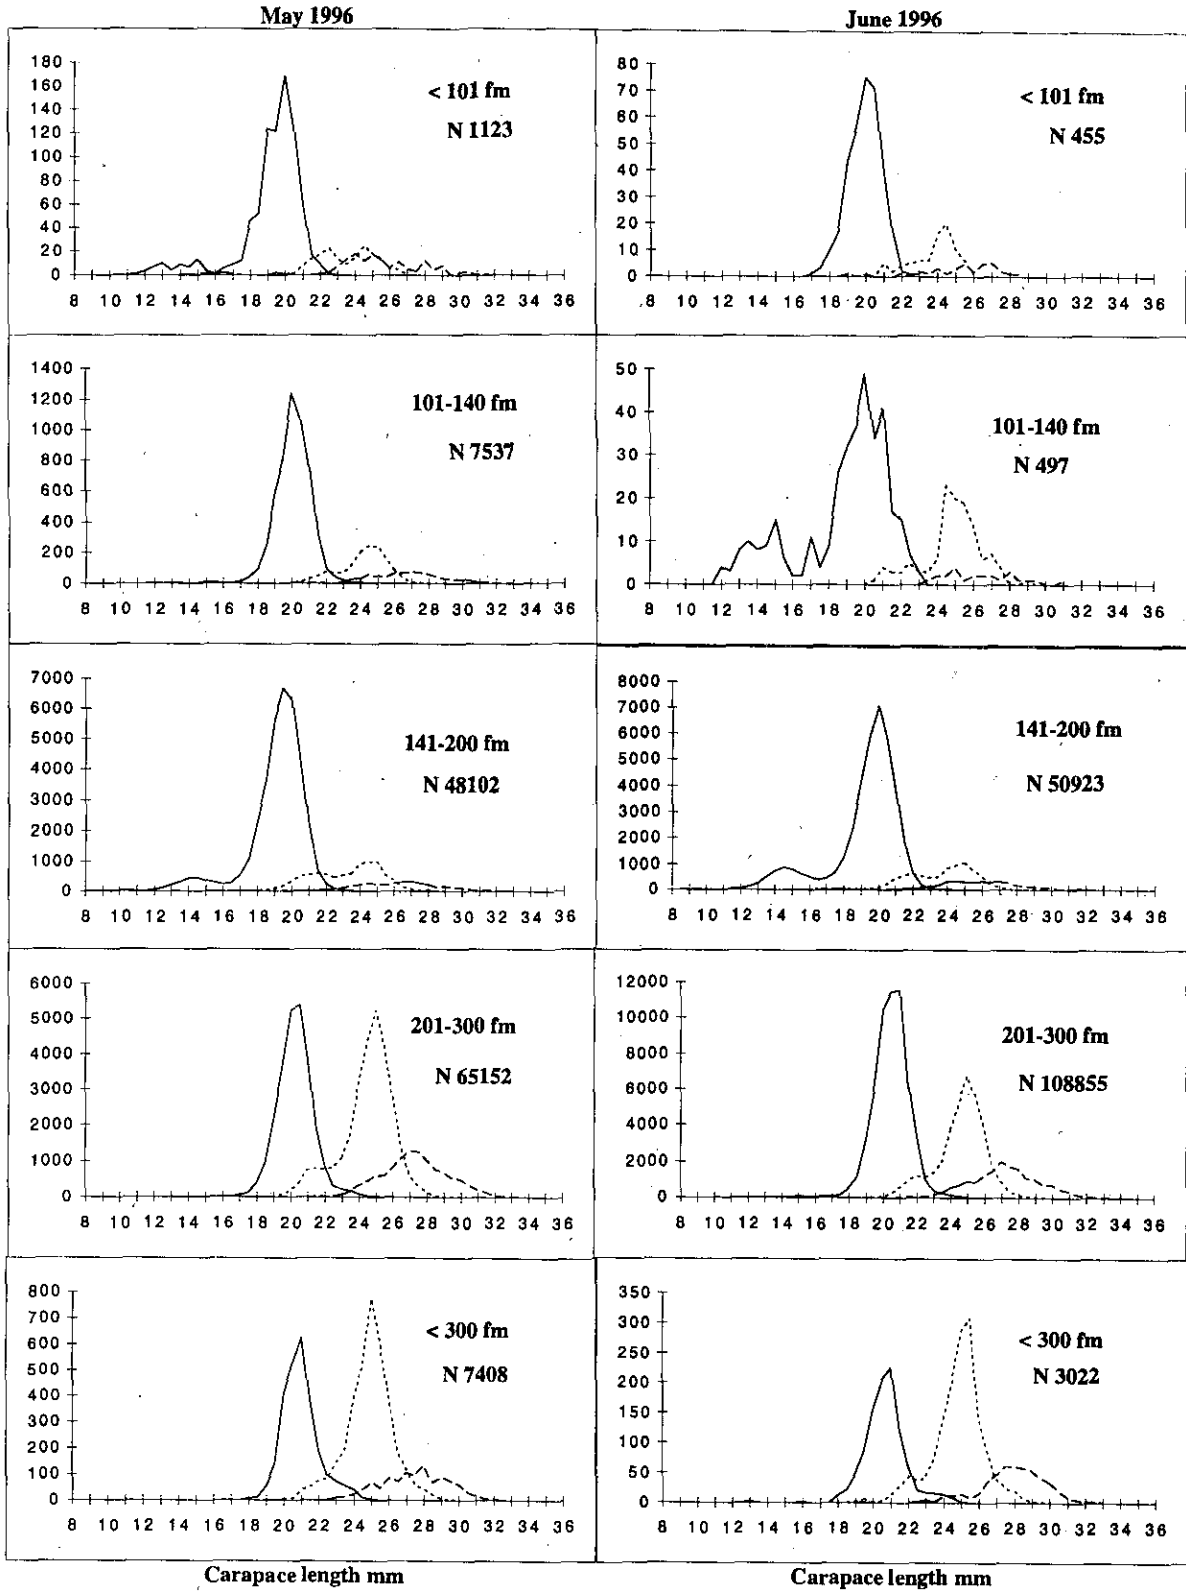 May 1996
June 1996
180
160
140
120
100
80
60
40
20
0
< 101 fm
N 1123
8 10 12 14 16 18 20 22 24 26 28 30 32 34 36
80
70
60
50
40
30
20
10
0
< 101 fm
N 455
8 10 12 14 16 18 20 22 24 26 28 30 32 34 36
1400
1200
1000
800
600
400
200
0
101-140 fm
N 7537
8 10 12 14 16 18 20 22 24 26 28 30 32 34 36
50
40
30
20
10
0
101-140 fm
N 497
8 10 12 14 16 18 20 22 24 26 28 30 32 34 36
7000
6000
5000
4000
3000
2000
1000
0
141-200 fm
N 48102
8 10 12 14 16 18 20 22 24 26 28 30 32 34 36
8000
7000
6000
5000
4000
3000
2000
1000
0
141-200 fm
N 50923
8 10 12 14 16 18 20 22 24 26 28 30 32 34 36
6000
5000
4000
3000
2000
1000
0
201-300 fm
N 65152
8 10 12 14 16 18 20 22 24 26 28 30 32 34 36
12000
10000
8000
6000
4000
2000
0
201-300 fm
N 108855
8 10 12 14 16 18 20 22 24 26 28 30 32 34 36
800
700
600
500
400
300
200
100
0
< 300 fm
N 7408
8 10 12 14 16 18 20 22 24 26 28 30 32 34 36
Carapace length mm
350
300
250
200
150
100
50
0
< 300 fm
N 3022
8 10 12 14 16 18 20 22 24 26 28 30 32 34 36
Carapace length mm